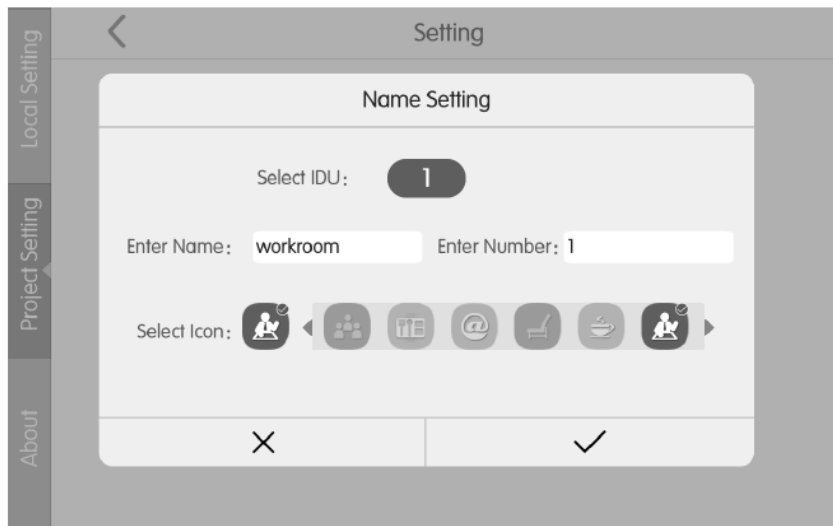 Setting
Local Setting
Project Setting
About
Name Setting
Select IDU: 1
Enter Name: workroom Enter Number: 1
Select Icon: @